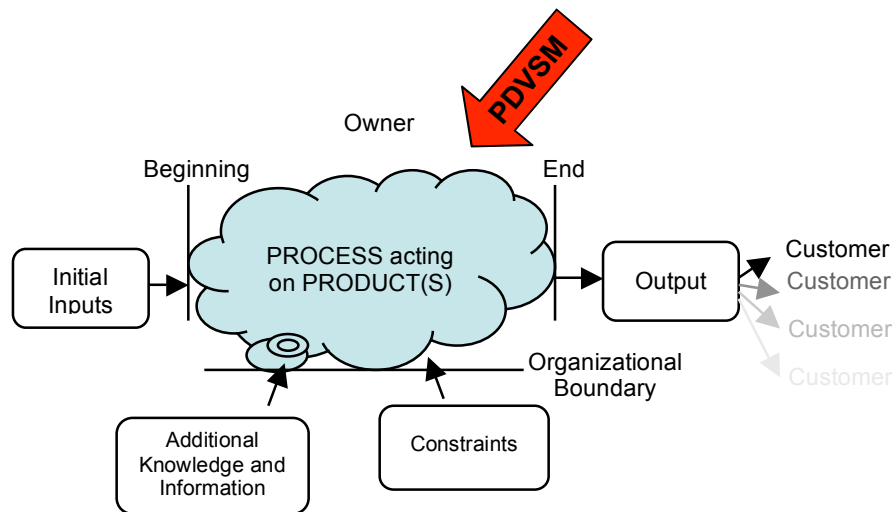 PDVSM
Owner
Beginning
End
Initial
Inputs
PROCESS acting
on PRODUCT(S)
Output
Customer
Customer
Customer
Customer
Organizational
Boundary
Additional
Knowledge and
Information
Constraints